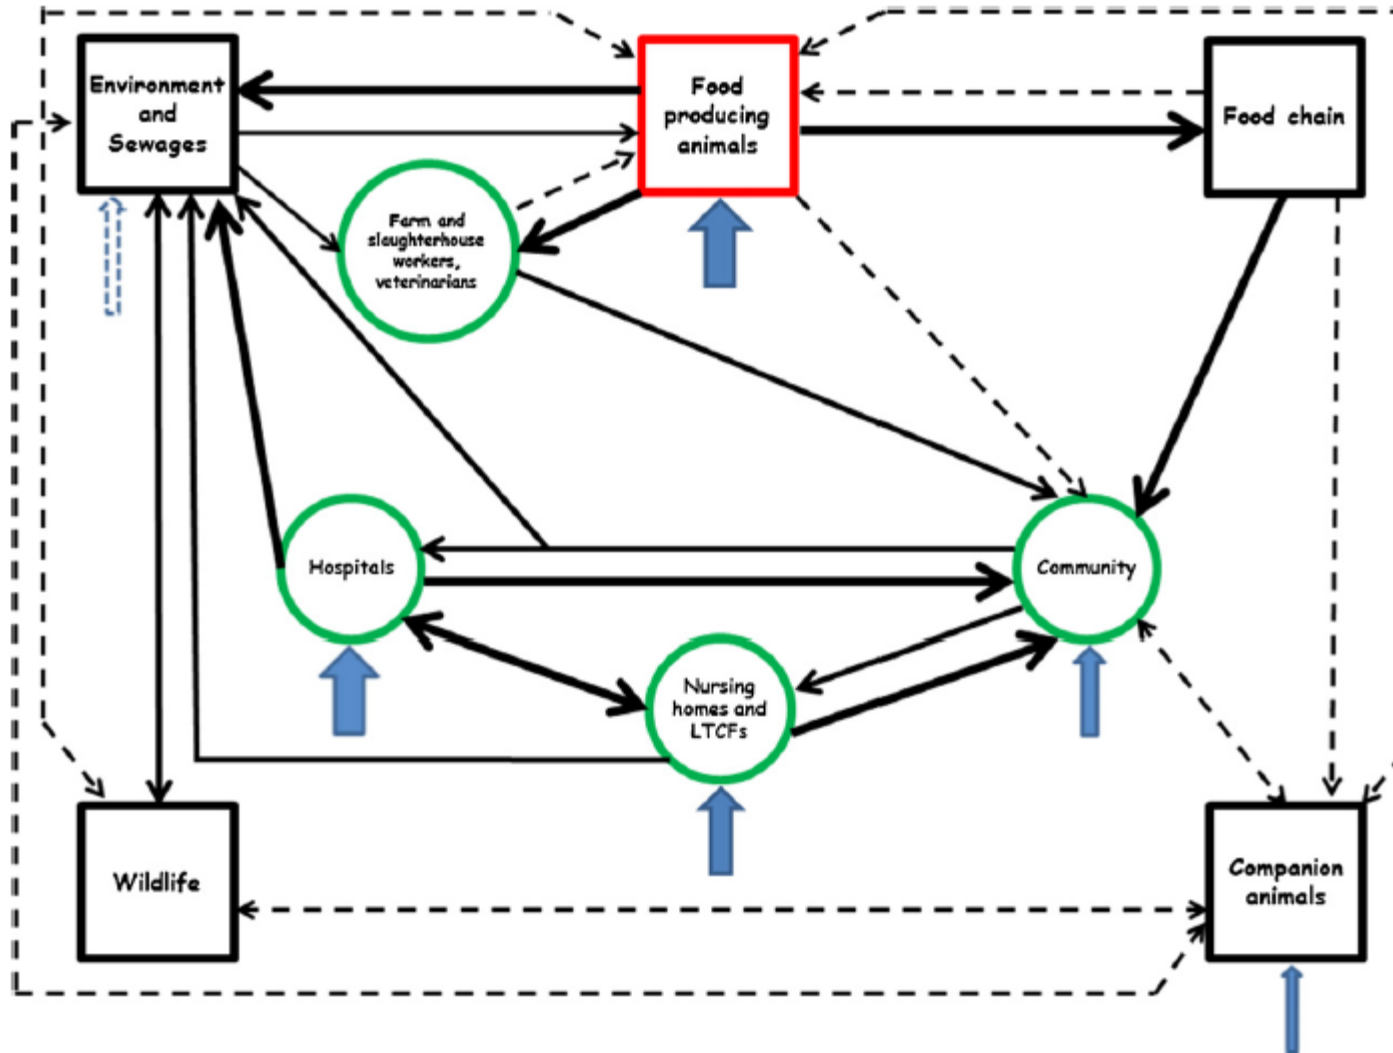 Environment
and
Sewages
Food
producing
animals
Food chain
Farm and
slaughterhouse
workers,
veterinarians
Hospitals
Community
Nursing
homes and
LTCFs
Wildlife
Companion
animals